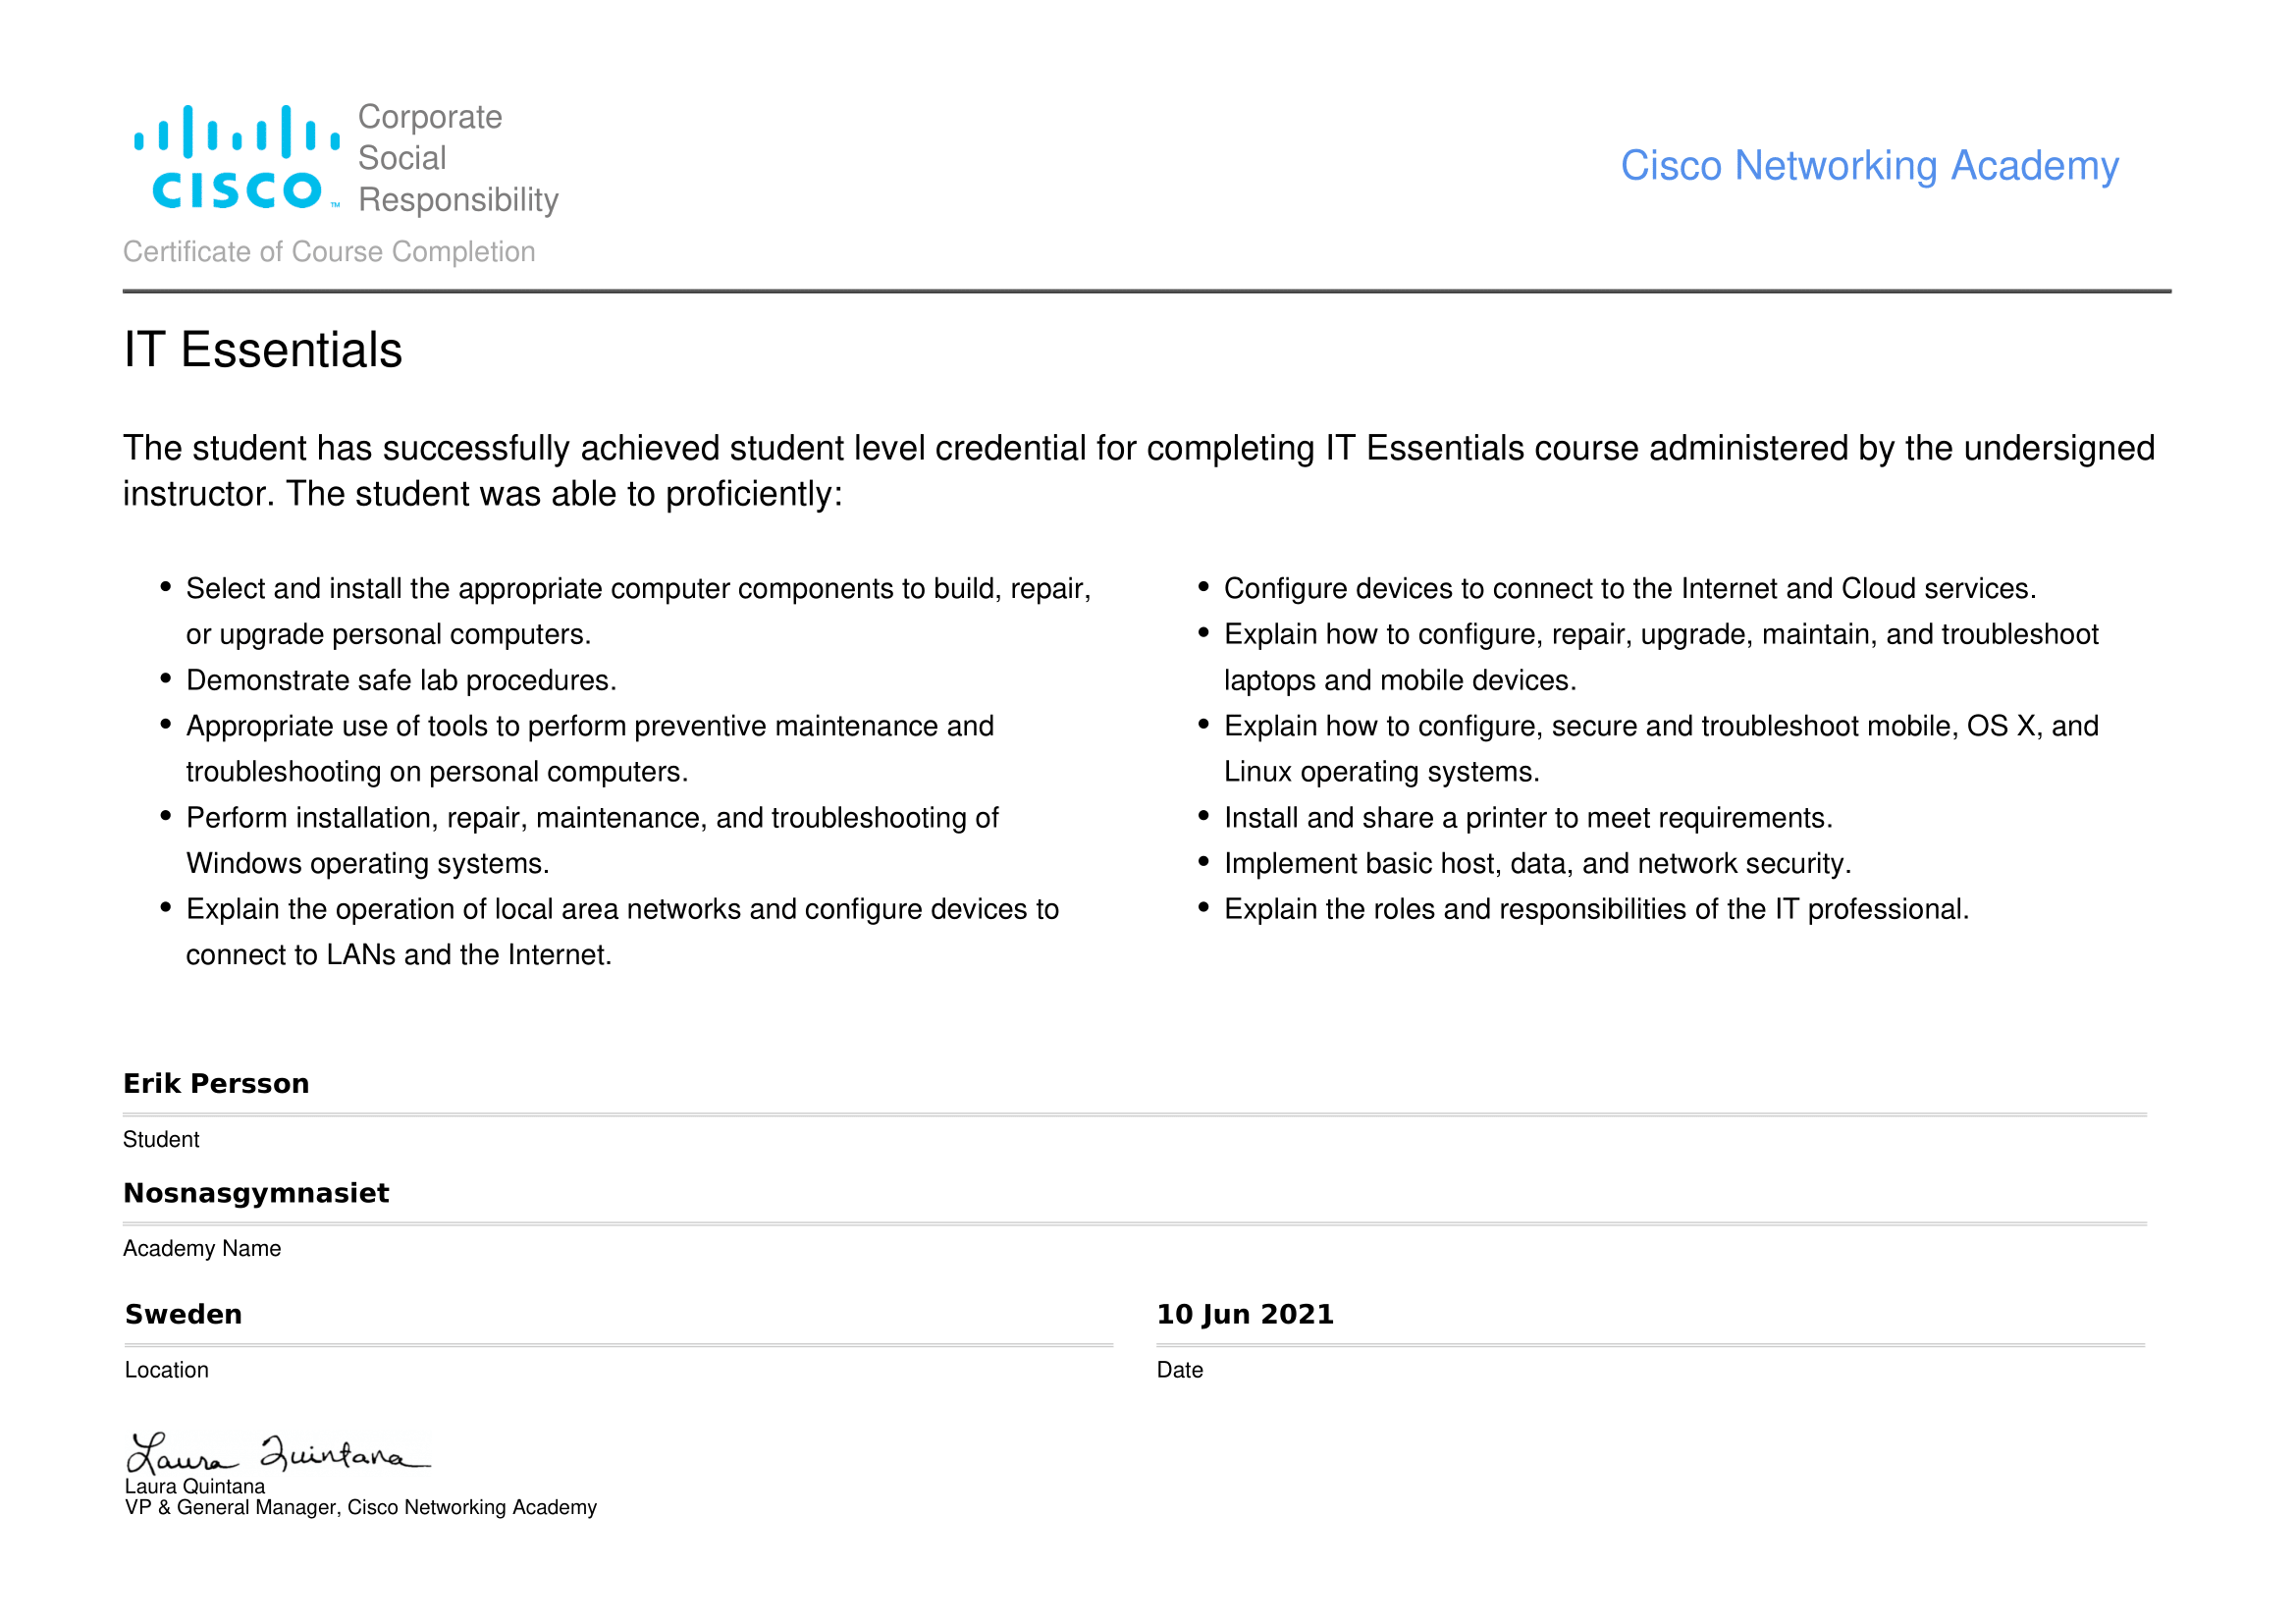 Corporate
Social
Responsibility
CISCO™
Cisco Networking Academy
Certificate of Course Completion
IT Essentials
The student has successfully achieved student level credential for completing IT Essentials course administered by the undersigned
instructor. The student was able to proficiently:
• Select and install the appropriate computer components to build, repair,
or upgrade personal computers.
• Demonstrate safe lab procedures.
• Appropriate use of tools to perform preventive maintenance and
troubleshooting on personal computers.
• Perform installation, repair, maintenance, and troubleshooting of
Windows operating systems.
• Explain the operation of local area networks and configure devices to
connect to LANs and the Internet.
• Configure devices to connect to the Internet and Cloud services.
• Explain how to configure, repair, upgrade, maintain, and troubleshoot
laptops and mobile devices.
• Explain how to configure, secure and troubleshoot mobile, OS X, and
Linux operating systems.
• Install and share a printer to meet requirements.
• Implement basic host, data, and network security.
• Explain the roles and responsibilities of the IT professional.
Erik Persson
Student
Nosnasgymnasiet
Academy Name
Sweden
Location
10 Jun 2021
Date
Laura Quintana
Laura Quintana
VP & General Manager, Cisco Networking Academy